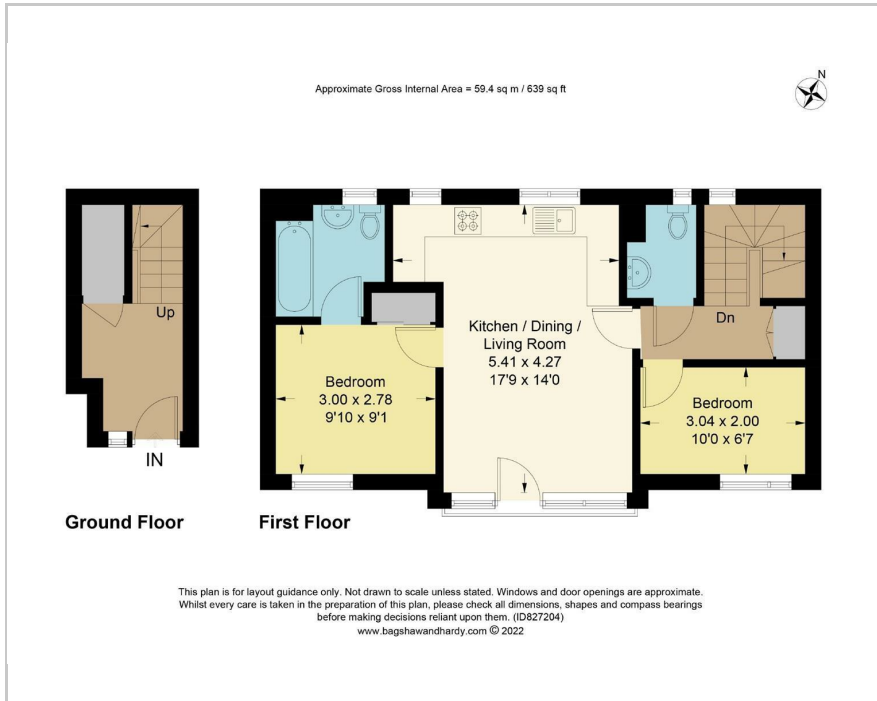 Approximate Gross Internal Area = 59.4 sq m / 639 sq ft
N
Up
IN
Kitchen / Dining /
Living Room
5.41 x 4.27
17'9 x 14'0
Bedroom
3.00 x 2.78
9'10 x 9'1
Dn
Bedroom
3.04 x 2.00
10'0 x 6'7
Ground Floor
First Floor
This plan is for layout guidance only. Not drawn to scale unless stated. Windows and door openings are approximate.
Whilst every care is taken in the preparation of this plan, please check all dimensions, shapes and compass bearings
before making decisions reliant upon them. (ID827204)
www.bagshawandhardy.com © 2022